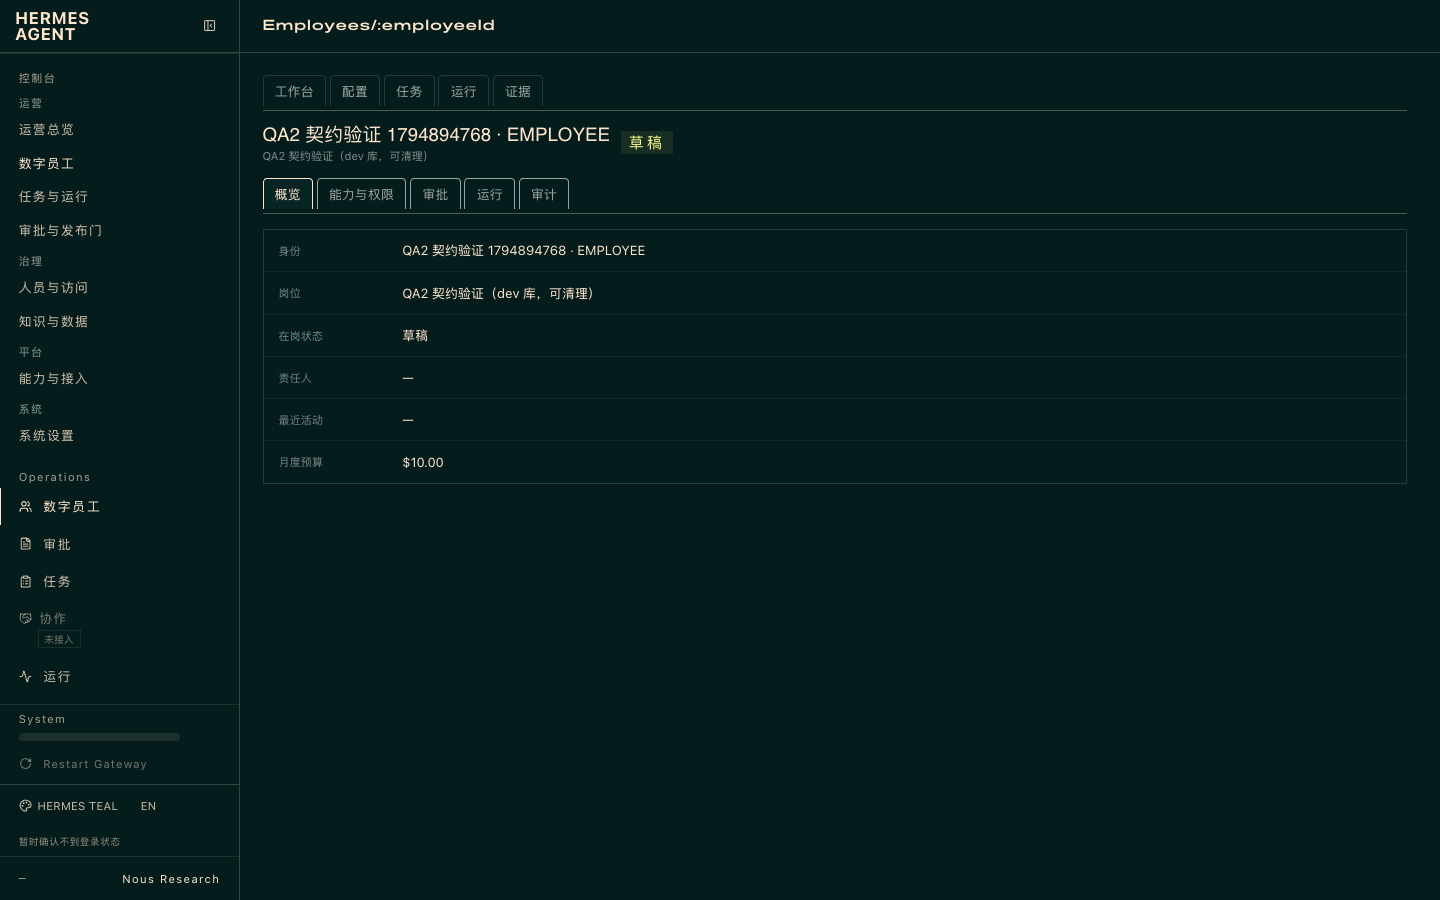 HERMES
AGENT
控制台
运营
运营总览
数字员工
任务与运行
审批与发布门
治理
人员与访问
知识与数据
平台
能力与接入
系统
系统设置
Operations
数字员工
审批
任务
协作
未接入
运行
System
Restart Gateway
HERMES TEAL EN
暂时确认不到登录状态
— Nous Research
Employees/:employeeId
工作台 配置 任务 运行 证据
QA2 契约验证 1794894768 · EMPLOYEE 草稿
QA2 契约验证（dev 库，可清理）
概览 能力与权限 审批 运行 审计
身份 QA2 契约验证 1794894768 · EMPLOYEE
岗位 QA2 契约验证（dev 库，可清理）
在岗状态 草稿
责任人 —
最近活动 —
月度预算 $10.00